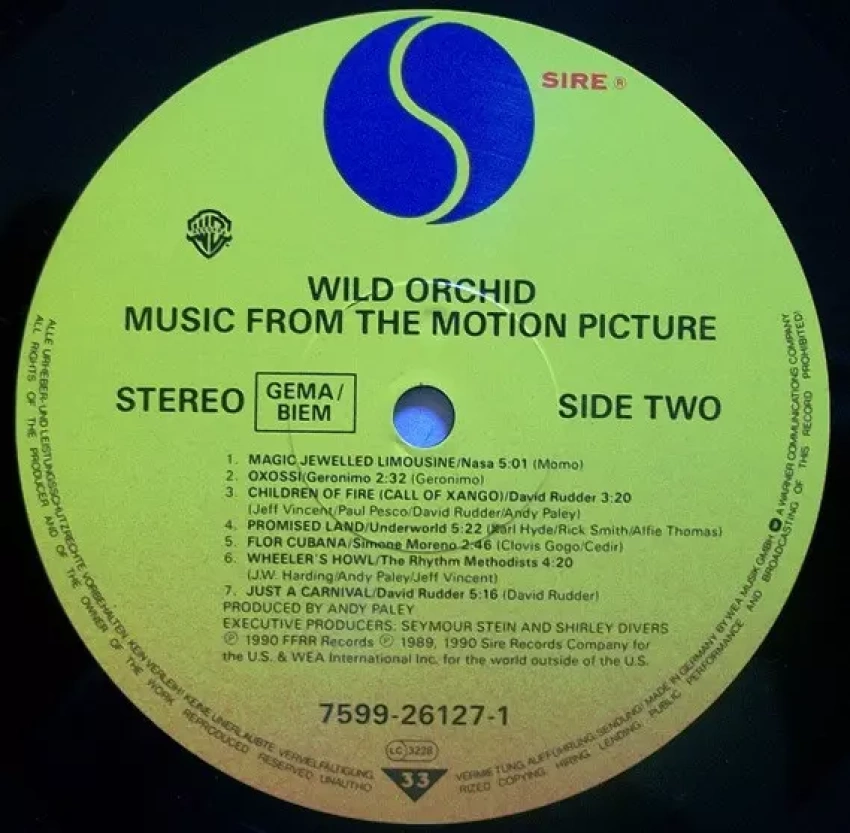 SIRE ®
WILD ORCHID
MUSIC FROM THE MOTION PICTURE
STEREO GEMA/BIEM SIDE TWO
1. MAGIC JEWELLED LIMOUSINE/Nasa 5:01 (Momo)
2. OXOSSI/Geronimo 2:32 (Geronimo)
3. CHILDREN OF FIRE (CALL OF XANGO)/David Rudder 3:20
(Jeff Vincent/Paul Pesco/David Rudder/Andy Paley)
4. PROMISED LAND/Underworld 5:22 (Karl Hyde/Rick Smith/Alfie Thomas)
5. FLOR CUBANA/Simone Moreno 2:46 (Clovis Gogo/Cedir)
6. WHEELER'S HOWL/The Rhythm Methodists 4:20
(J.W. Harding/Andy Paley/Jeff Vincent)
7. JUST A CARNIVAL/David Rudder 5:16 (David Rudder)
PRODUCED BY ANDY PALEY
EXECUTIVE PRODUCERS: SEYMOUR STEIN AND SHIRLEY DIVERS
℗ 1990 FFRR Records ℗ 1989, 1990 Sire Records Company for
the U.S. & WEA International Inc. for the world outside of the U.S.
7599-26127-1
LC 3228
33
ALLE URHEBER- UND LEISTUNGSSCHUTZRECHTE VORBEHALTEN. KEIN VERLEIH! KEINE UNERLAUBTE VERVIELFÄLTIGUNG, VERMIETUNG, AUFFÜHRUNG, SENDUNG! MADE IN GERMANY BY WEA MUSIK GMBH A WARNER COMMUNICATIONS COMPANY
ALL RIGHTS OF THE PRODUCER AND OF THE OWNER OF THE WORK REPRODUCED RESERVED. UNAUTHORIZED COPYING, HIRING, LENDING, PUBLIC PERFORMANCE AND BROADCASTING OF THIS RECORD PROHIBITED!